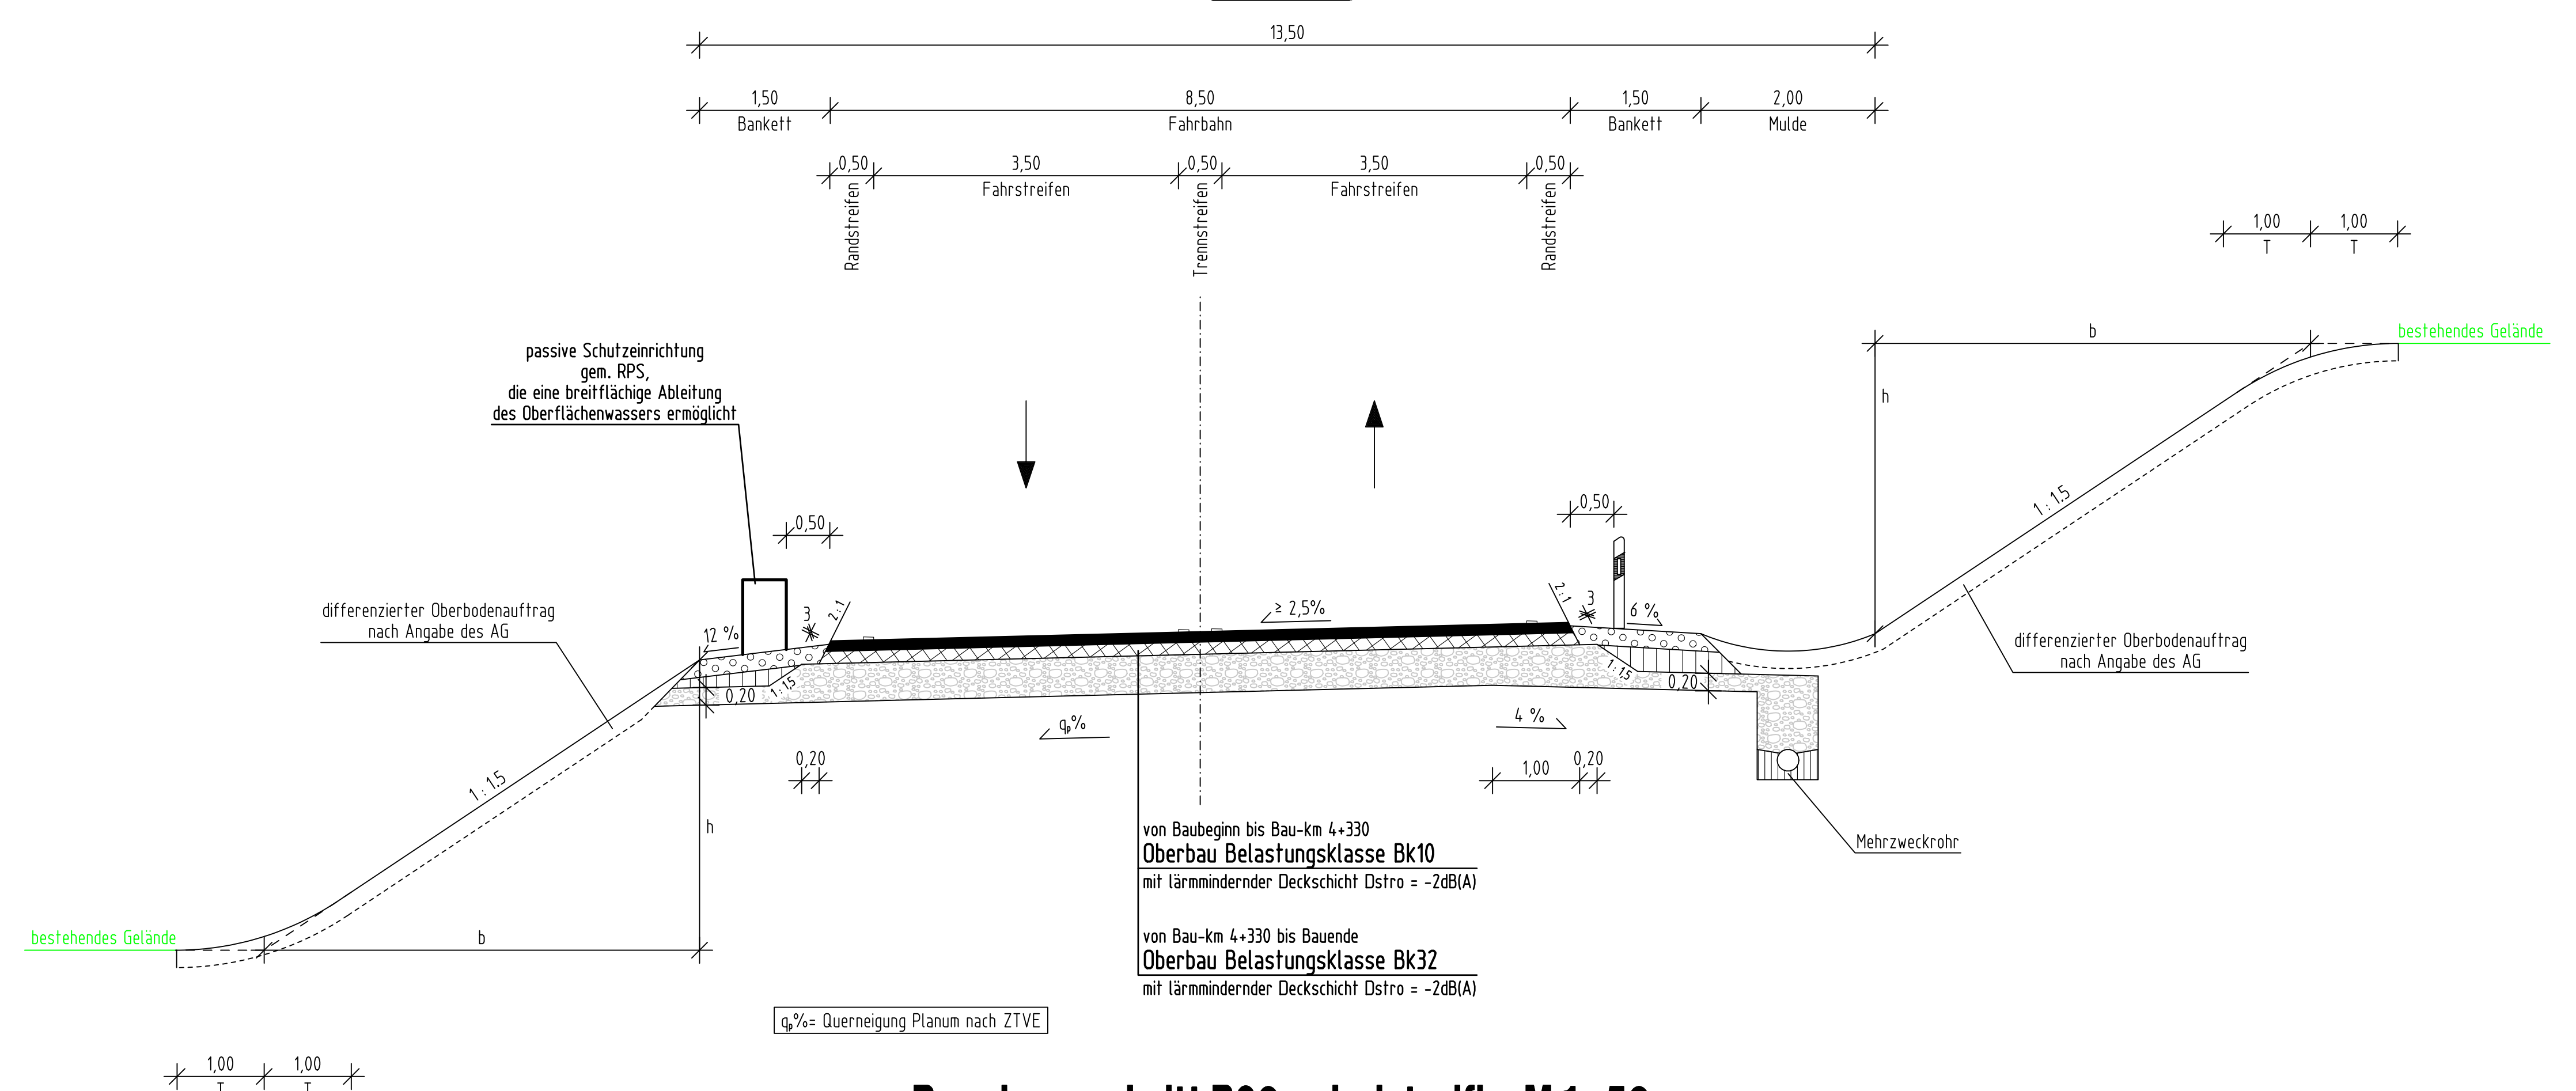 13,50
1,50 8,50 1,50 2,00
Bankett Fahrbahn Bankett Mulde
0,50 3,50 0,50 3,50 0,50
Fahrstreifen Fahrstreifen
Randstreifen Trennstreifen Randstreifen
1,00 1,00
T T
b bestehendes Gelände
passive Schutzeinrichtung
gem. RPS,
die eine breitflächige Ableitung
des Oberflächenwassers ermöglicht
h
1 : 1.5
0,50
0,50
differenzierter Oberbodenauftrag
nach Angabe des AG
12 % 3 2:1 ≥ 2,5% 2:1 3 6 %
differenzierter Oberbodenauftrag
nach Angabe des AG
0,20 1:1,5 1:1,5 0,20
qp% 4 %
0,20 1,00 0,20
1 : 1.5
h
von Baubeginn bis Bau-km 4+330
Oberbau Belastungsklasse Bk10
mit lärmmindernder Deckschicht Dstro = -2dB(A)
Mehrzweckrohr
bestehendes Gelände b
von Bau-km 4+330 bis Bauende
Oberbau Belastungsklasse Bk32
mit lärmmindernder Deckschicht Dstro = -2dB(A)
qp%= Querneigung Planum nach ZTVE
1,00 1,00
T T